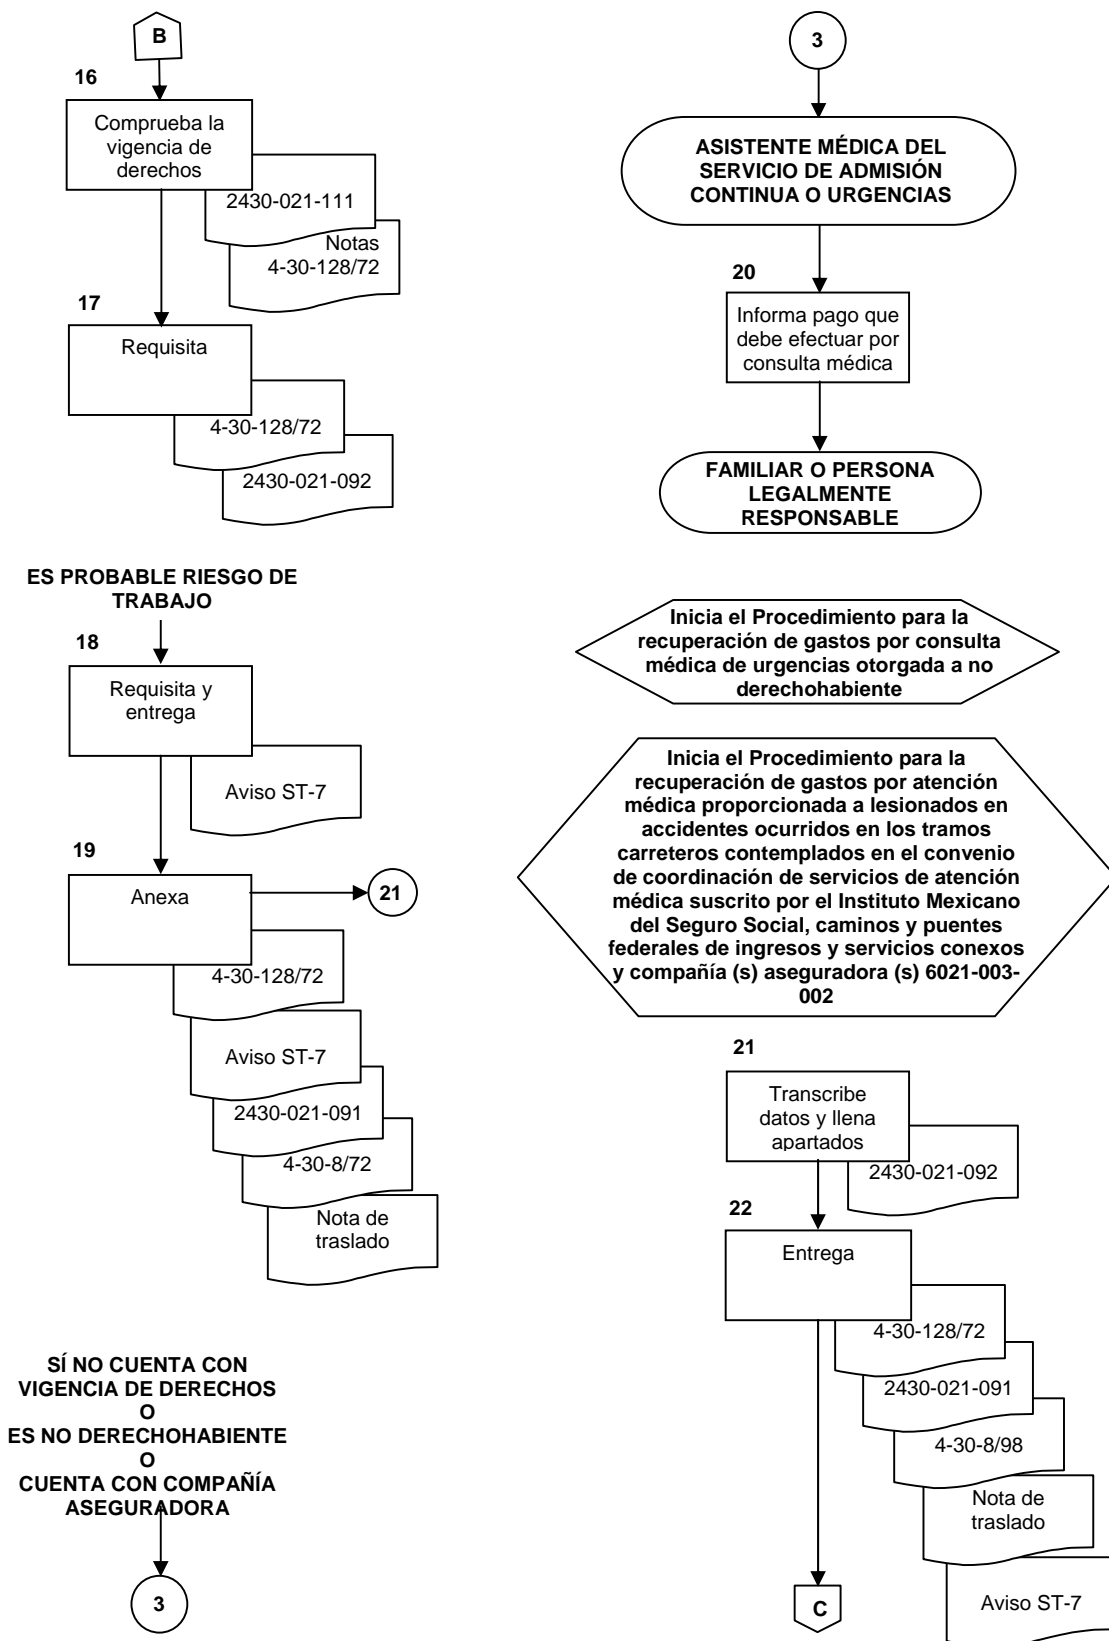 B
16
Comprueba la
vigencia de
derechos
2430-021-111
Notas
4-30-128/72
17
Requisita
4-30-128/72
2430-021-092
ES PROBABLE RIESGO DE
TRABAJO
18
Requisita y
entrega
Aviso ST-7
19
Anexa
21
4-30-128/72
Aviso ST-7
2430-021-091
4-30-8/72
Nota de
traslado
SÍ NO CUENTA CON
VIGENCIA DE DERECHOS
O
ES NO DERECHOHABIENTE
O
CUENTA CON COMPAÑÍA
ASEGURADORA
3
3
ASISTENTE MÉDICA DEL
SERVICIO DE ADMISIÓN
CONTINUA O URGENCIAS
20
Informa pago que
debe efectuar por
consulta médica
FAMILIAR O PERSONA
LEGALMENTE
RESPONSABLE
Inicia el Procedimiento para la
recuperación de gastos por consulta
médica de urgencias otorgada a no
derechohabiente
Inicia el Procedimiento para la
recuperación de gastos por atención
médica proporcionada a lesionados en
accidentes ocurridos en los tramos
carreteros contemplados en el convenio
de coordinación de servicios de atención
médica suscrito por el Instituto Mexicano
del Seguro Social, caminos y puentes
federales de ingresos y servicios conexos
y compañía (s) aseguradora (s) 6021-003-
002
21
Transcribe
datos y llena
apartados
2430-021-092
22
Entrega
4-30-128/72
2430-021-091
4-30-8/98
Nota de
traslado
Aviso ST-7
C